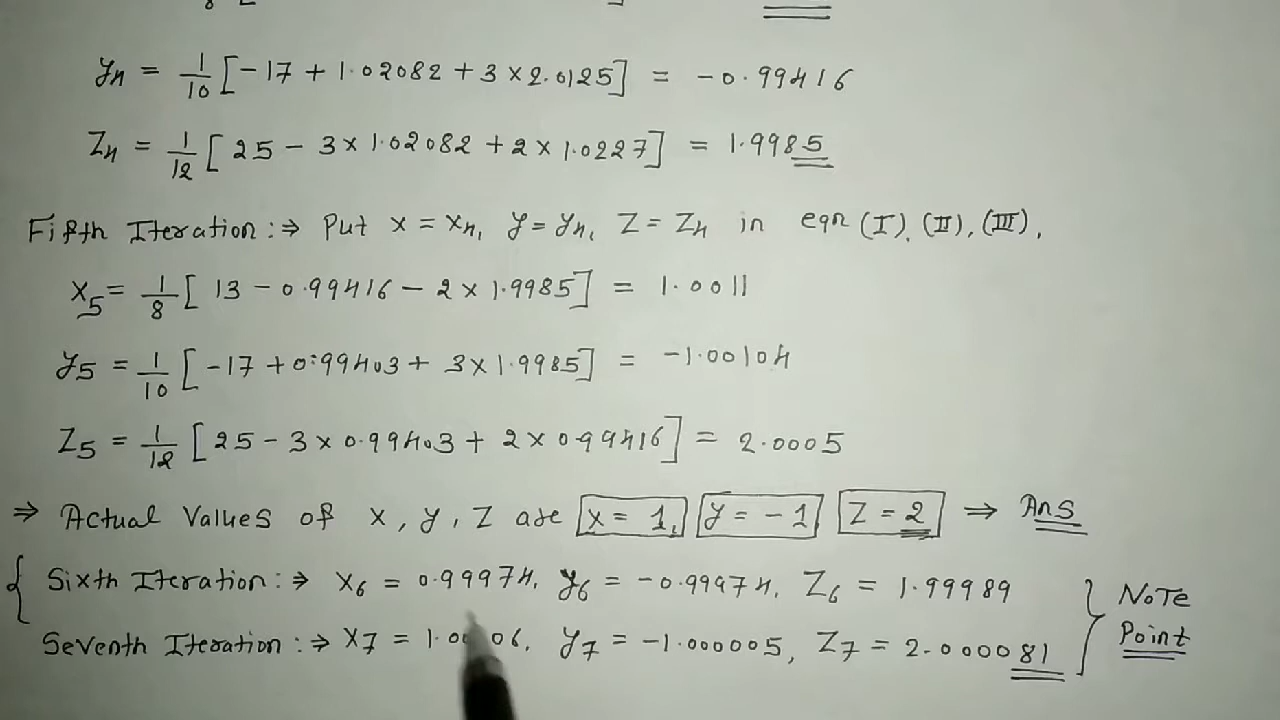 y₄ = 1/10 [-17 + 1.02082 + 3 × 2.0125] = -0.99416
Z₄ = 1/12 [25 - 3 × 1.02082 + 2 × 1.0227] = 1.9985
Fifth Iteration :⇒ Put x = x₄, y = y₄, Z = Z₄ in eqn (I), (II), (III),
x₅ = 1/8 [13 - 0.99416 - 2 × 1.9985] = 1.0011
y₅ = 1/10 [-17 + 0.99403 + 3 × 1.9985] = -1.00104
Z₅ = 1/12 [25 - 3 × 0.99403 + 2 × 0.99416] = 2.0005
⇒ Actual Values of x, y, Z are x = 1, y = -1 Z = 2 ⇒ Ans
{ Sixth Iteration :⇒ x₆ = 0.99974, y₆ = -0.99974, Z₆ = 1.99989 } Note
Seventh Iteration :⇒ x₇ = y₇ = -1.000005, Z₇ = 2.000081 Point